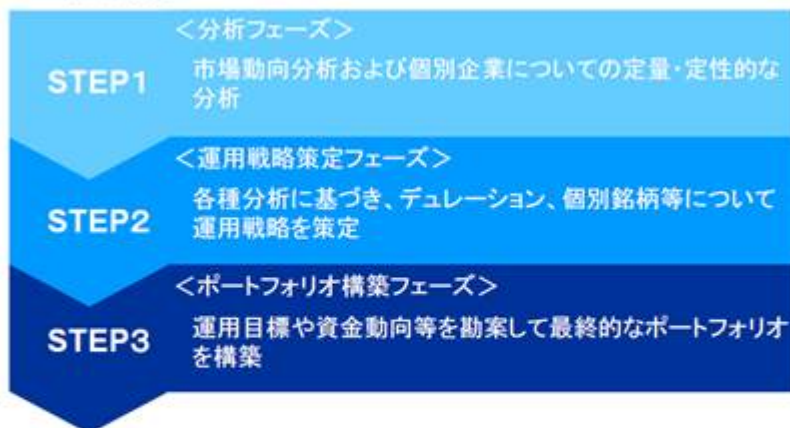 <分析フェーズ>
STEP1
市場動向分析および個別企業についての定量・定性的な
分析
<運用戦略策定フェーズ>
STEP2
各種分析に基づき、デュレーション、個別銘柄等について
運用戦略を策定
<ポートフォリオ構築フェーズ>
STEP3
運用目標や資金動向等を勘案して最終的なポートフォリオ
を構築